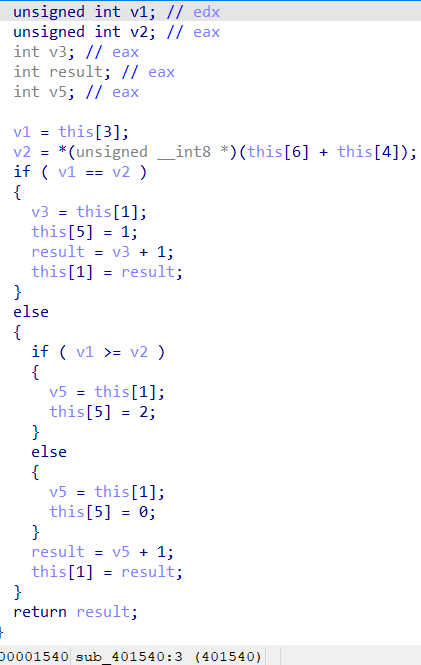 unsigned int v1; // edx
unsigned int v2; // eax
int v3; // eax
int result; // eax
int v5; // eax
v1 = this[3];
v2 = *(unsigned __int8 *)(this[6] + this[4]);
if ( v1 == v2 )
{
v3 = this[1];
this[5] = 1;
result = v3 + 1;
this[1] = result;
}
else
{
if ( v1 >= v2 )
{
v5 = this[1];
this[5] = 2;
}
else
{
v5 = this[1];
this[5] = 0;
}
result = v5 + 1;
this[1] = result;
}
return result;
}
00001540 sub_401540:3 (401540)